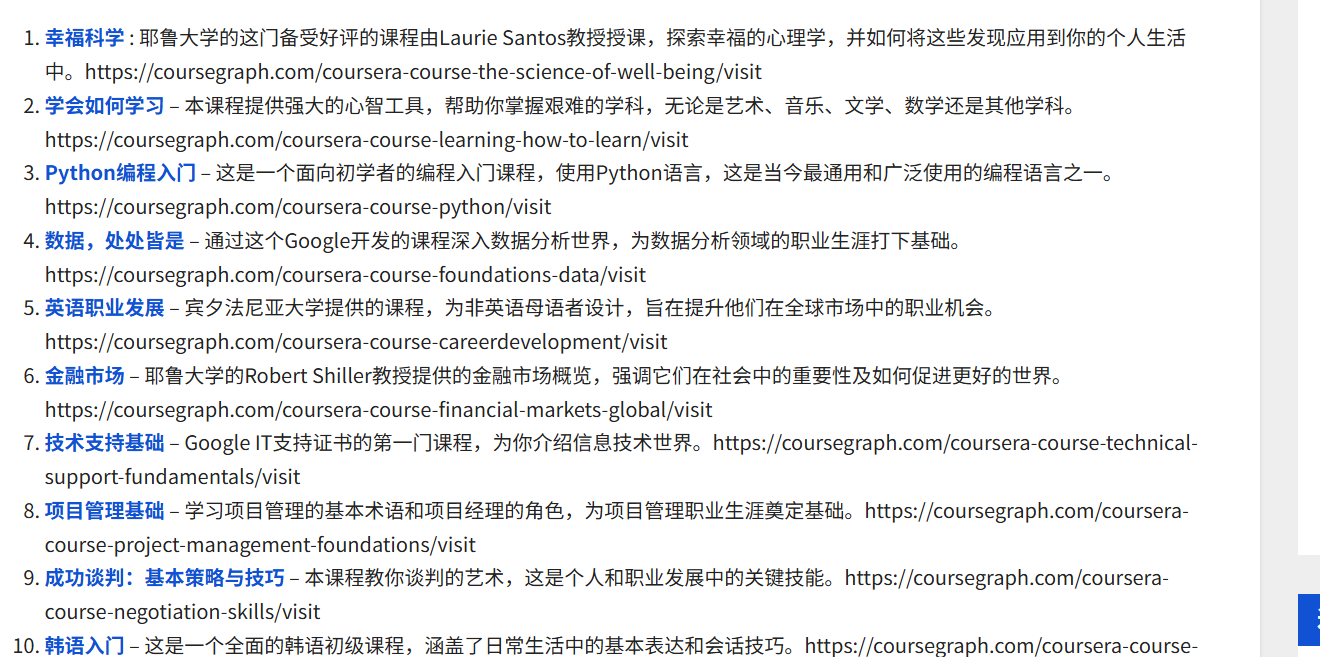 1. 幸福科学 : 耶鲁大学的这门备受好评的课程由Laurie Santos教授授课，探索幸福的心理学，并如何将这些发现应用到你的个人生活
中。https://coursegraph.com/coursera-course-the-science-of-well-being/visit
2. 学会如何学习 – 本课程提供强大的心智工具，帮助你掌握艰难的学科，无论是艺术、音乐、文学、数学还是其他学科。
https://coursegraph.com/coursera-course-learning-how-to-learn/visit
3. Python编程入门 – 这是一个面向初学者的编程入门课程，使用Python语言，这是当今最通用和广泛使用的编程语言之一。
https://coursegraph.com/coursera-course-python/visit
4. 数据，处处皆是 – 通过这个Google开发的课程深入数据分析世界，为数据分析领域的职业生涯打下基础。
https://coursegraph.com/coursera-course-foundations-data/visit
5. 英语职业发展 – 宾夕法尼亚大学提供的课程，为非英语母语者设计，旨在提升他们在全球市场中的职业机会。
https://coursegraph.com/coursera-course-careerdevelopment/visit
6. 金融市场 – 耶鲁大学的Robert Shiller教授提供的金融市场概览，强调它们在社会中的重要性及如何促进更好的世界。
https://coursegraph.com/coursera-course-financial-markets-global/visit
7. 技术支持基础 – Google IT支持证书的第一门课程，为你介绍信息技术世界。https://coursegraph.com/coursera-course-technical-
support-fundamentals/visit
8. 项目管理基础 – 学习项目管理的基本术语和项目经理的角色，为项目管理职业生涯奠定基础。https://coursegraph.com/coursera-
course-project-management-foundations/visit
9. 成功谈判：基本策略与技巧 – 本课程教你谈判的艺术，这是个人和职业发展中的关键技能。https://coursegraph.com/coursera-
course-negotiation-skills/visit
10. 韩语入门 – 这是一个全面的韩语初级课程，涵盖了日常生活中的基本表达和会话技巧。https://coursegraph.com/coursera-course-